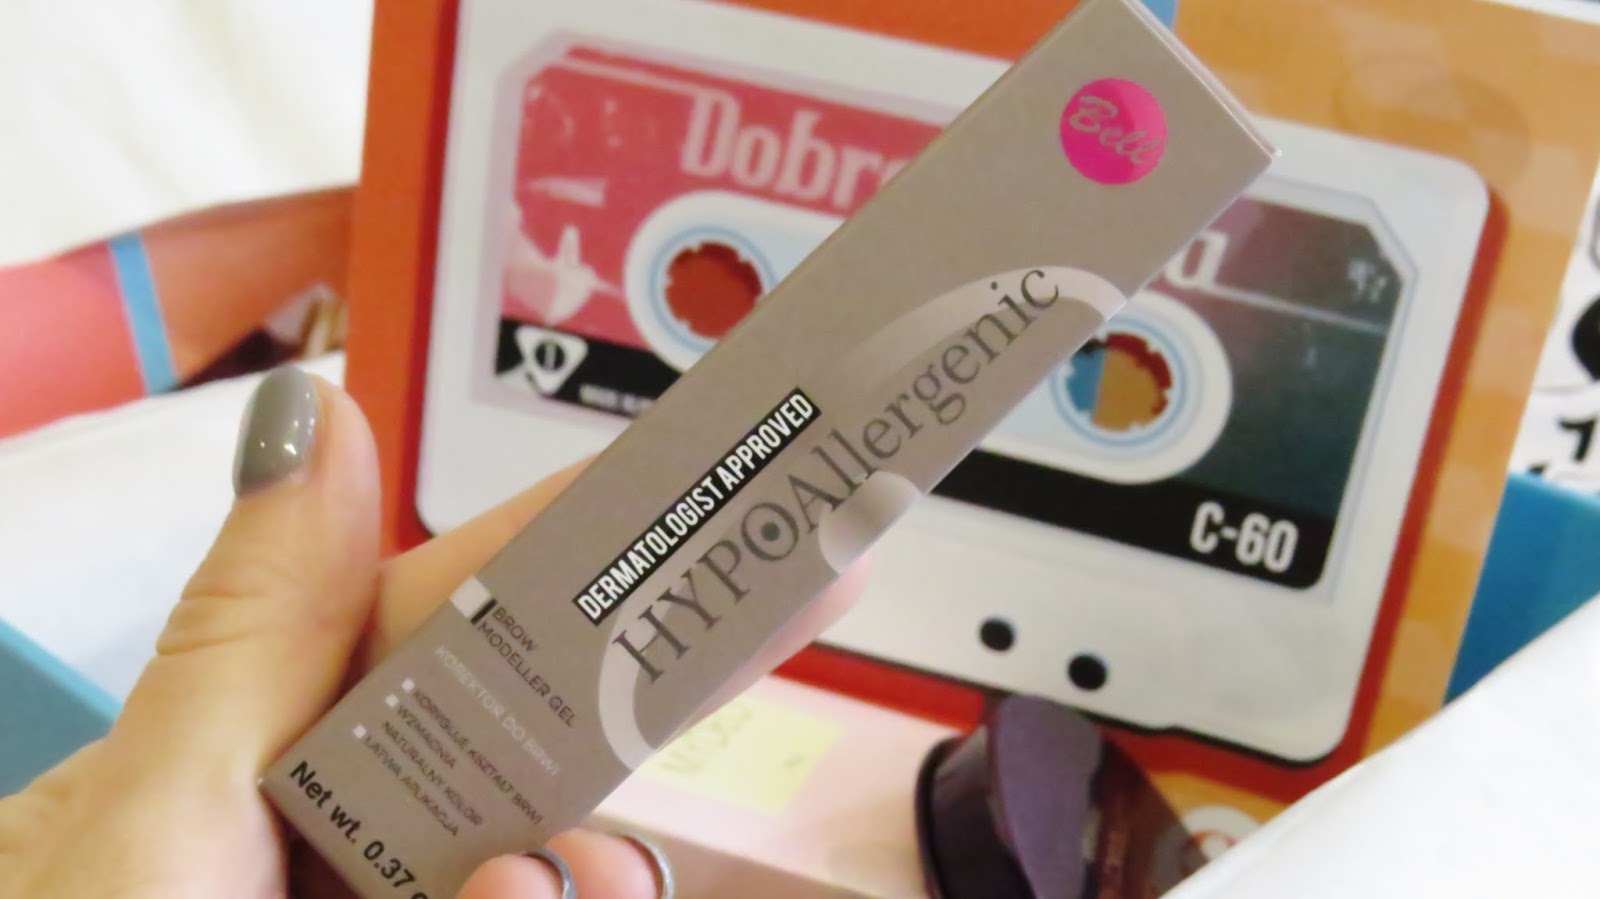 Bell
HYPOAllergenic
DERMATOLOGIST APPROVED
BROW
MODELLER GEL
KOREKTOR DO BRWI
KORYGUJE KSZTAŁT BRWI
WZMACNIA
NATURALNY KOLOR
ŁATWA APLIKACJA
Net wt. 0.37
Dobr
a
C-60